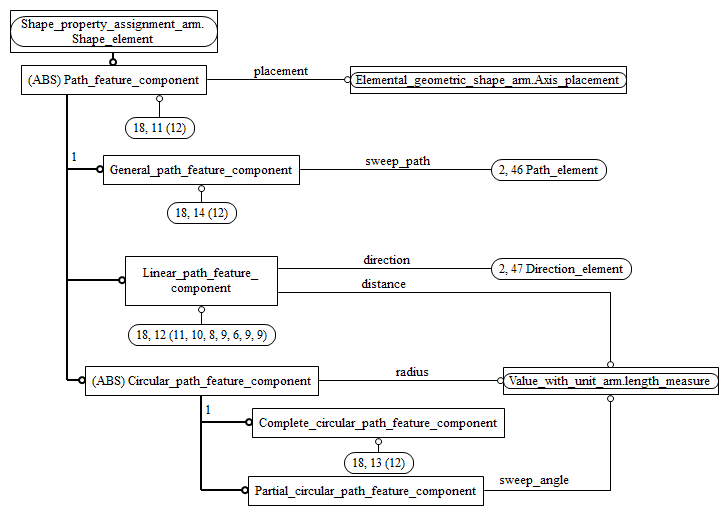 Shape_property_assignment_arm.
Shape_element
(ABS) Path_feature_component
placement
Elemental_geometric_shape_arm.Axis_placement
18, 11 (12)
1
General_path_feature_component
sweep_path
2, 46 Path_element
18, 14 (12)
Linear_path_feature_
component
direction
2, 47 Direction_element
distance
18, 12 (11, 10, 8, 9, 6, 9, 9)
(ABS) Circular_path_feature_component
radius
Value_with_unit_arm.length_measure
1
Complete_circular_path_feature_component
18, 13 (12)
Partial_circular_path_feature_component
sweep_angle